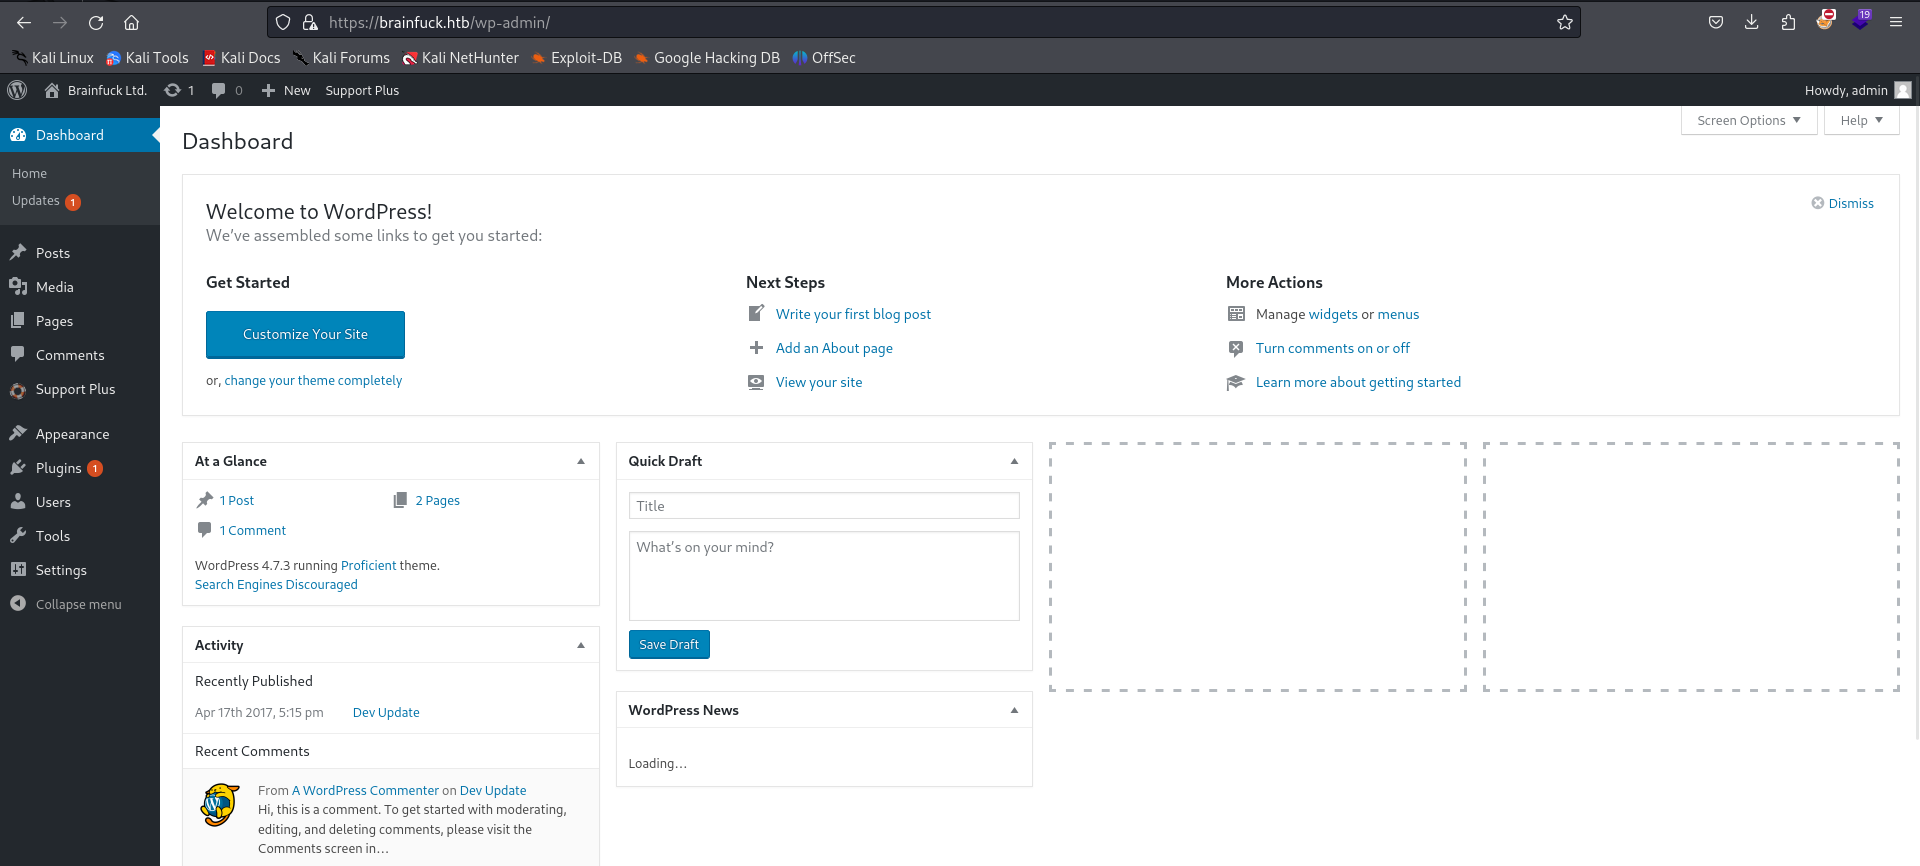 https://brainfuck.htb/wp-admin/
19
Kali Linux Kali Tools Kali Docs Kali Forums Kali NetHunter Exploit-DB Google Hacking DB OffSec
Brainfuck Ltd. 1 0 New Support Plus Howdy, admin
Dashboard
Home
Updates 1
Posts
Media
Pages
Comments
Support Plus
Appearance
Plugins 1
Users
Tools
Settings
Collapse menu
Screen Options Help
Dashboard
Welcome to WordPress!
Dismiss
We've assembled some links to get you started:
Get Started
Customize Your Site
or, change your theme completely
Next Steps
Write your first blog post
Add an About page
View your site
More Actions
Manage widgets or menus
Turn comments on or off
Learn more about getting started
At a Glance
1 Post 2 Pages
1 Comment
WordPress 4.7.3 running Proficient theme.
Search Engines Discouraged
Activity
Recently Published
Apr 17th 2017, 5:15 pm Dev Update
Recent Comments
From A WordPress Commenter on Dev Update
Hi, this is a comment. To get started with moderating,
editing, and deleting comments, please visit the
Comments screen in…
Quick Draft
Title
What's on your mind?
Save Draft
WordPress News
Loading…